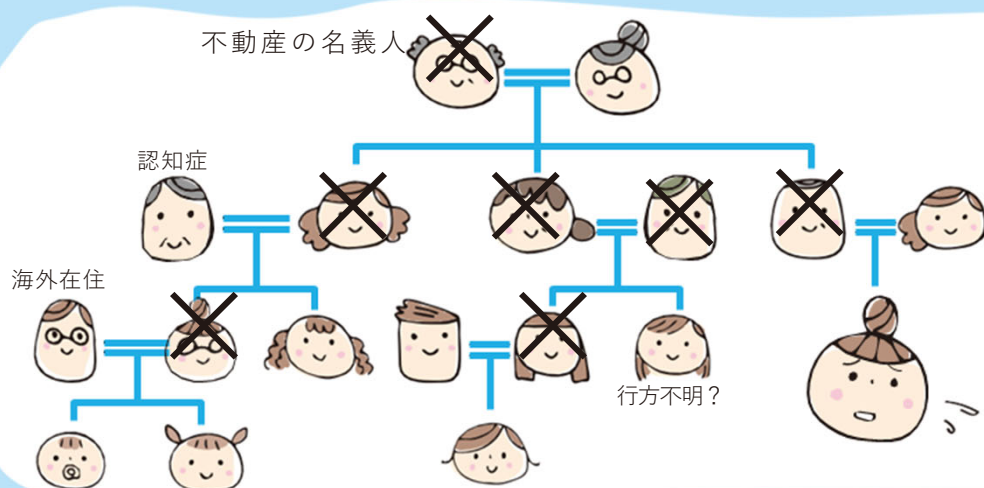 不動産の名義人
認知症
海外在住
行方不明？